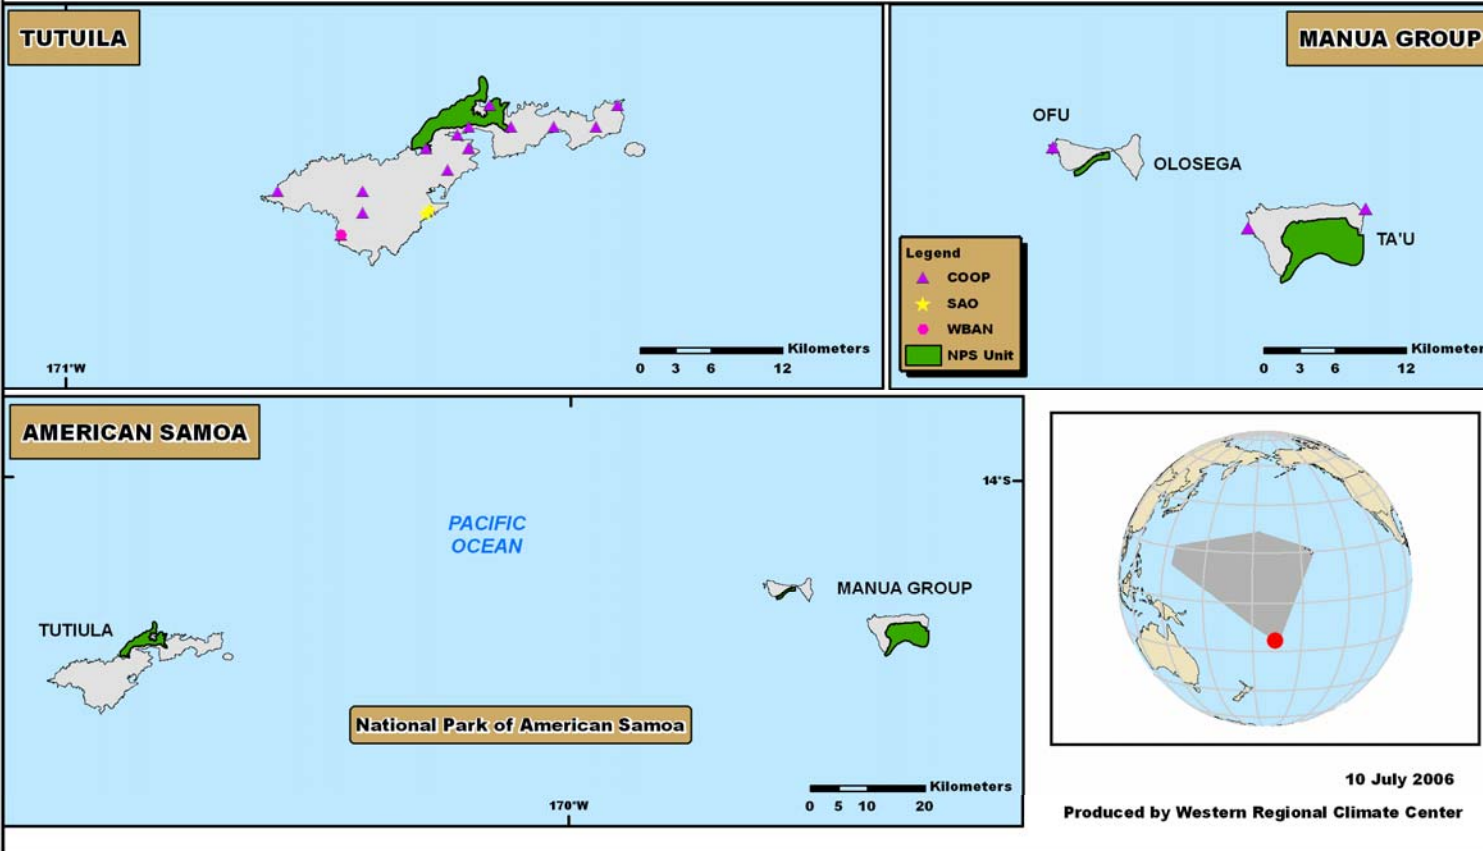 TUTUILA
171°W
Kilometers
0 3 6 12
MANUA GROUP
OFU
OLOSEGA
TA'U
Legend
COOP
SAO
WBAN
NPS Unit
Kilometer
0 3 6 12
AMERICAN SAMOA
14°S
PACIFIC
OCEAN
MANUA GROUP
TUTIULA
National Park of American Samoa
Kilometers
0 5 10 20
170°W
10 July 2006
Produced by Western Regional Climate Center